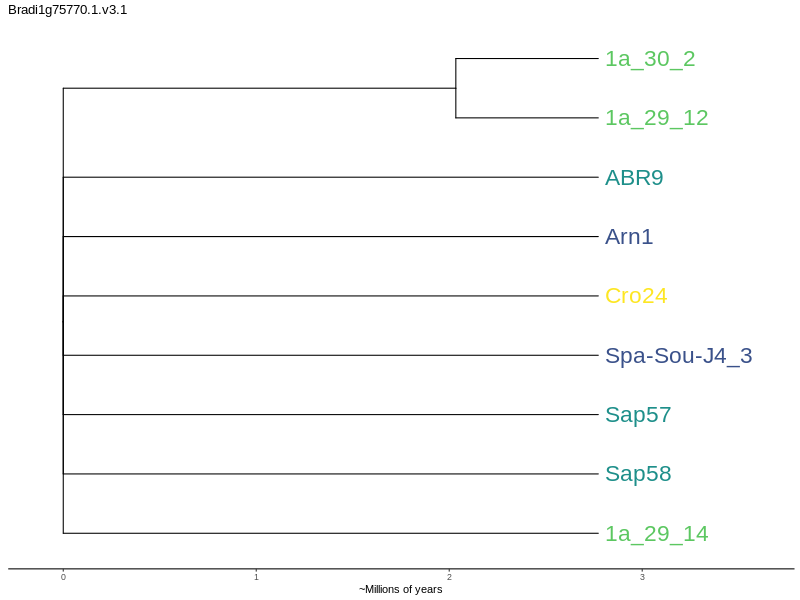 Bradi1g75770.1.v3.1
1a_30_2
1a_29_12
ABR9
Arn1
Cro24
Spa-Sou-J4_3
Sap57
Sap58
1a_29_14
0 1 2 3
~Millions of years